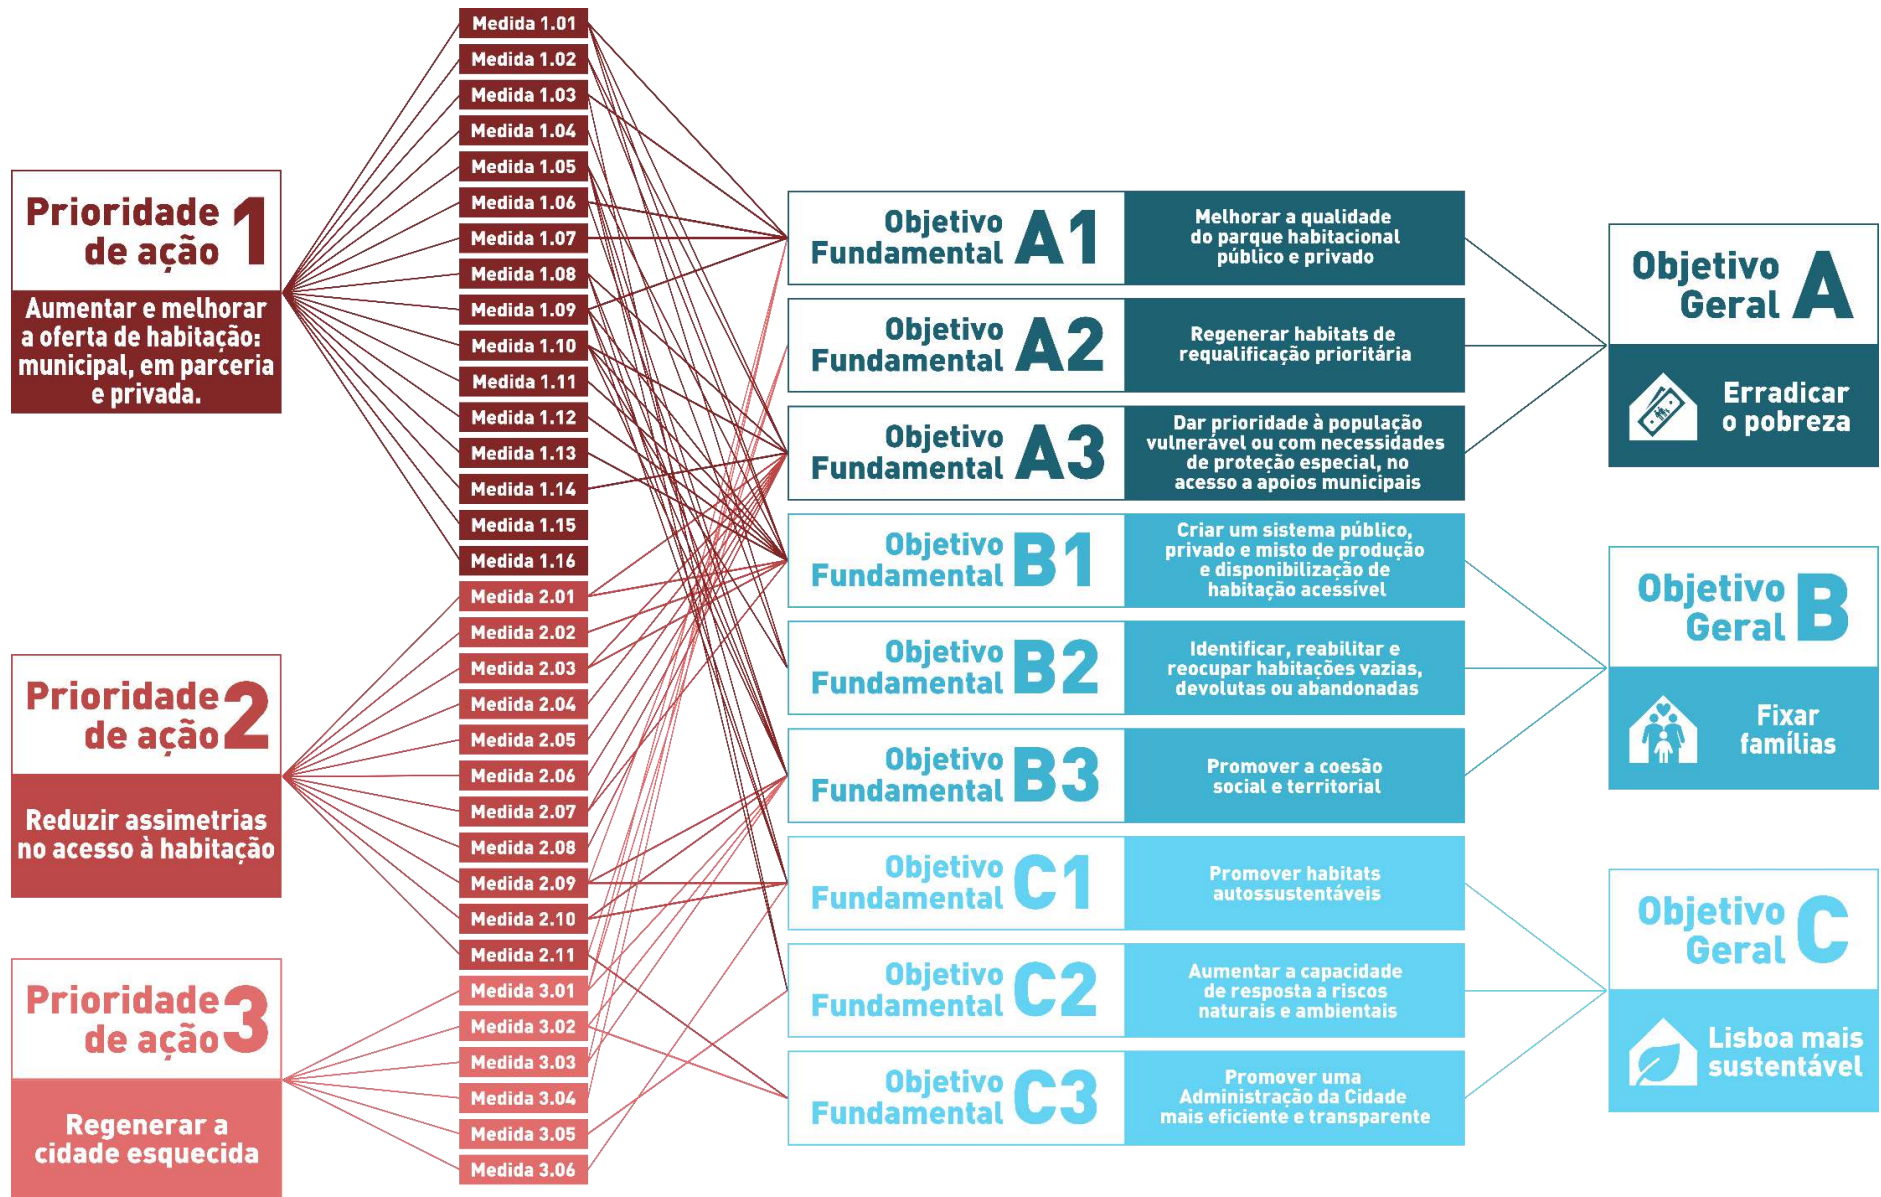 Prioridade 1
de ação
Aumentar e melhorar
a oferta de habitação:
municipal, em parceria
e privada.
Prioridade 2
de ação
Reduzir assimetrias
no acesso à habitação
Prioridade 3
de ação
Regenerar a
cidade esquecida
Medida 1.01
Medida 1.02
Medida 1.03
Medida 1.04
Medida 1.05
Medida 1.06
Medida 1.07
Medida 1.08
Medida 1.09
Medida 1.10
Medida 1.11
Medida 1.12
Medida 1.13
Medida 1.14
Medida 1.15
Medida 1.16
Medida 2.01
Medida 2.02
Medida 2.03
Medida 2.04
Medida 2.05
Medida 2.06
Medida 2.07
Medida 2.08
Medida 2.09
Medida 2.10
Medida 2.11
Medida 3.01
Medida 3.02
Medida 3.03
Medida 3.04
Medida 3.05
Medida 3.06
Objetivo
Fundamental A1
Melhorar a qualidade
do parque habitacional
público e privado
Objetivo
Fundamental A2
Regenerar habitats de
requalificação prioritária
Objetivo
Fundamental A3
Dar prioridade à população
vulnerável ou com necessidades
de proteção especial, no
acesso a apoios municipais
Objetivo
Fundamental B1
Criar um sistema público,
privado e misto de produção
e disponibilização de
habitação acessível
Objetivo
Fundamental B2
Identificar, reabilitar e
reocupar habitações vazias,
devolutas ou abandonadas
Objetivo
Fundamental B3
Promover a coesão
social e territorial
Objetivo
Fundamental C1
Promover habitats
autossustentáveis
Objetivo
Fundamental C2
Aumentar a capacidade
de resposta a riscos
naturais e ambientais
Objetivo
Fundamental C3
Promover uma
Administração da Cidade
mais eficiente e transparente
Objetivo
Geral A
Erradicar
o pobreza
Objetivo
Geral B
Fixar
famílias
Objetivo
Geral C
Lisboa mais
sustentável